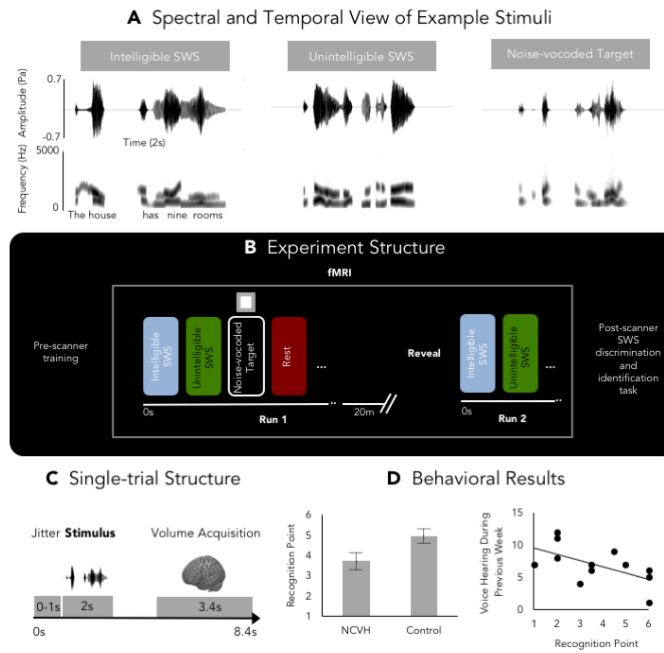 A Spectral and Temporal View of Example Stimuli
Intelligible SWS
Unintelligible SWS
Noise-vocoded Target
Amplitude (Pa)
0.7
-0.7
Time (2s)
Frequency (Hz)
5000
0
The house has nine rooms
B Experiment Structure
fMRI
Pre-scanner
training
Intelligible
SWS
Unintelligible
SWS
Noise-vocoded
Target
Rest
...
0s
Run 1
..
20m
Reveal
Intelligible
SWS
Unintelligible
SWS
...
0s
Run 2
..
Post-scanner
SWS
discrimination
and
identification
task
C Single-trial Structure
Jitter Stimulus
Volume Acquisition
0-1s
2s
3.4s
0s
8.4s
D Behavioral Results
Recognition Point
6
5
4
3
2
1
NCVH
Control
Voice Hearing During
Previous Week
15
10
5
0
1 2 3 4 5 6
Recognition Point